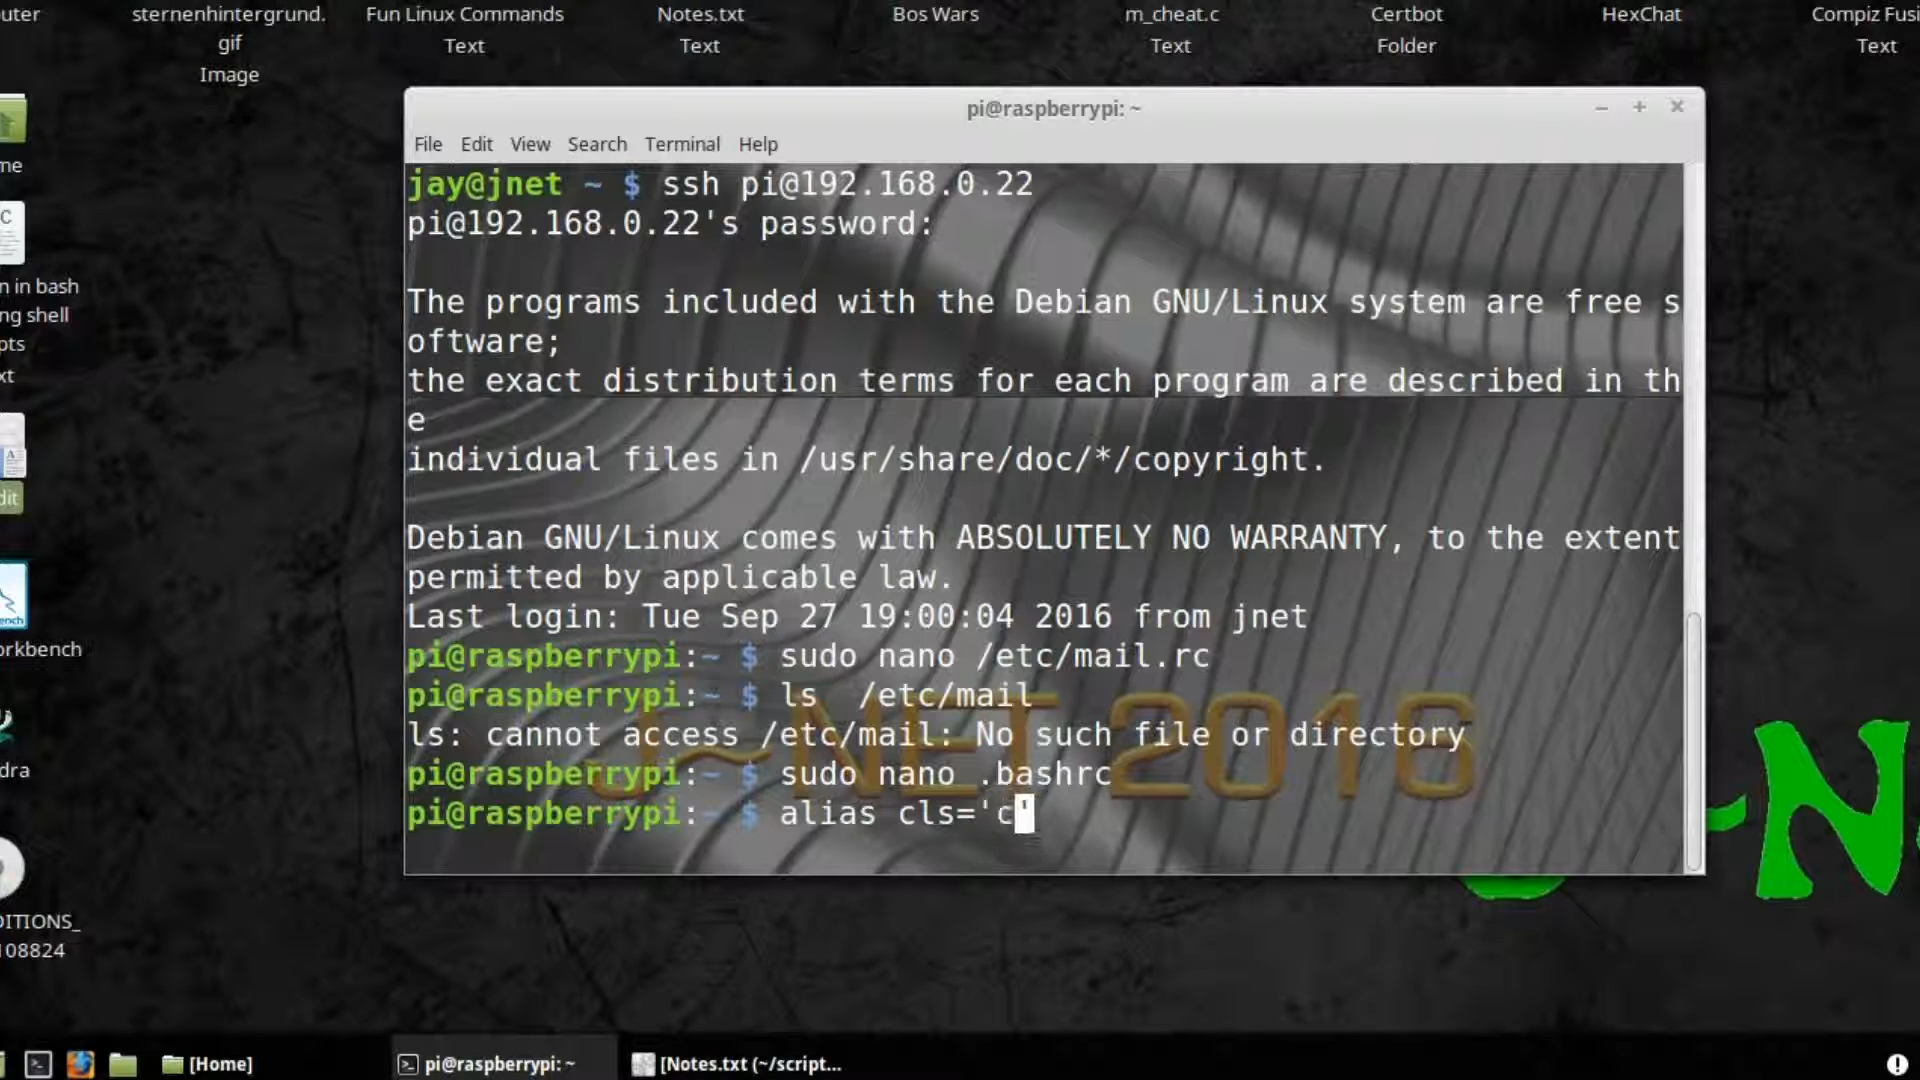 uter
sternenhintergrund.
gif
Image
Fun Linux Commands
Text
Notes.txt
Text
Bos Wars
m_cheat.c
Text
Certbot
Folder
HexChat
Compiz Fusi
Text
me
n in bash
ng shell
pts
xt
dit
ench
orkbench
dra
DITIONS_
108824
pi@raspberrypi: ~
File Edit View Search Terminal Help
jay@jnet ~ $ ssh pi@192.168.0.22
pi@192.168.0.22's password:
The programs included with the Debian GNU/Linux system are free s
oftware;
the exact distribution terms for each program are described in th
e
individual files in /usr/share/doc/*/copyright.
Debian GNU/Linux comes with ABSOLUTELY NO WARRANTY, to the extent
permitted by applicable law.
Last login: Tue Sep 27 19:00:04 2016 from jnet
pi@raspberrypi:~ $ sudo nano /etc/mail.rc
pi@raspberrypi:~ $ ls  /etc/mail
ls: cannot access /etc/mail: No such file or directory
pi@raspberrypi:~ $ sudo nano .bashrc
pi@raspberrypi:~ $ alias cls='c'
J~NET 2016
[Home]
pi@raspberrypi: ~
[Notes.txt (~/script...